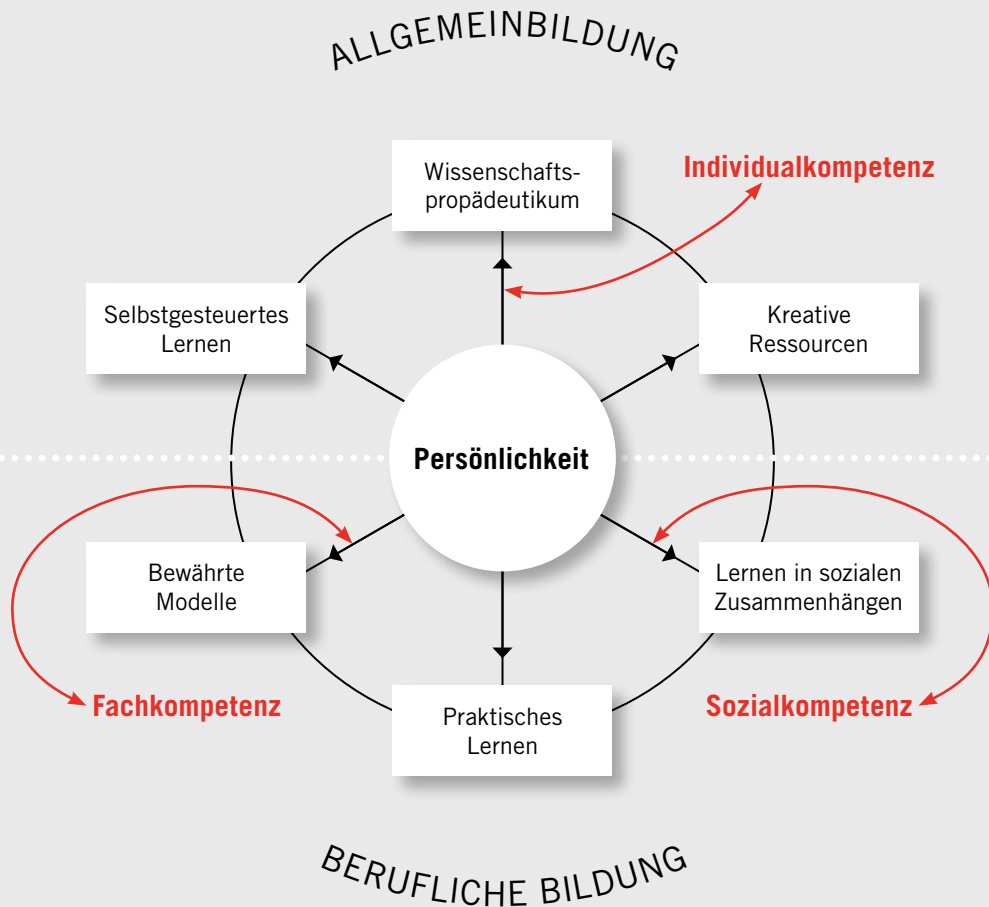 ALLGEMEINBILDUNG
Wissenschafts-
propädeutikum
Individualkompetenz
Selbstgesteuertes
Lernen
Kreative
Ressourcen
Persönlichkeit
Bewährte
Modelle
Lernen in sozialen
Zusammenhängen
Fachkompetenz
Sozialkompetenz
Praktisches
Lernen
BERUFLICHE BILDUNG